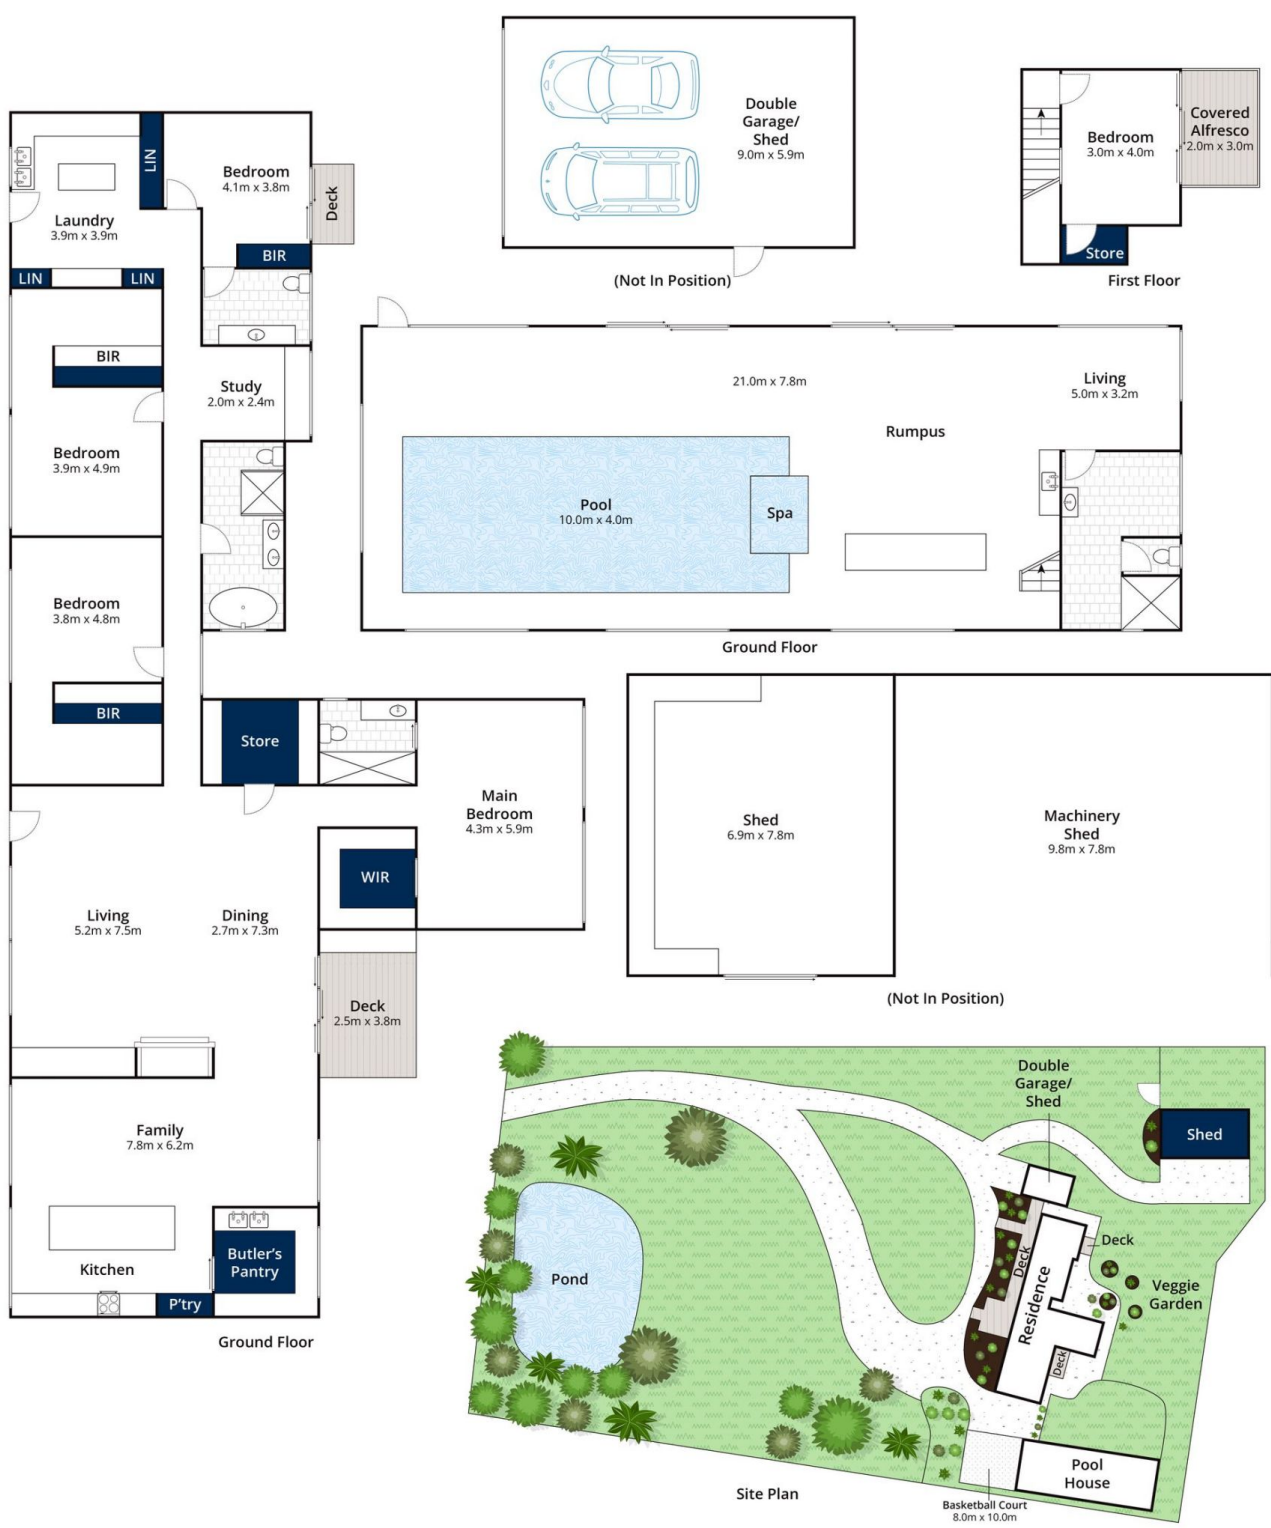 Double
Garage/
Shed
9.0m x 5.9m
(Not In Position)
Bedroom
3.0m x 4.0m
Covered
Alfresco
2.0m x 3.0m
Store
First Floor
LIN
Bedroom
4.1m x 3.8m
Deck
Laundry
3.9m x 3.9m
BIR
LIN
LIN
BIR
Study
2.0m x 2.4m
Bedroom
3.9m x 4.9m
Bedroom
3.8m x 4.8m
BIR
21.0m x 7.8m
Living
5.0m x 3.2m
Rumpus
Pool
10.0m x 4.0m
Spa
Ground Floor
Store
Main
Bedroom
4.3m x 5.9m
WIR
Living
5.2m x 7.5m
Dining
2.7m x 7.3m
Deck
2.5m x 3.8m
Family
7.8m x 6.2m
Kitchen
Butler's
Pantry
P'try
Ground Floor
Shed
6.9m x 7.8m
Machinery
Shed
9.8m x 7.8m
(Not In Position)
Double
Garage/
Shed
Shed
Deck
Deck
Residence
Veggie
Garden
Deck
Pond
Pool
House
Basketball Court
8.0m x 10.0m
Site Plan